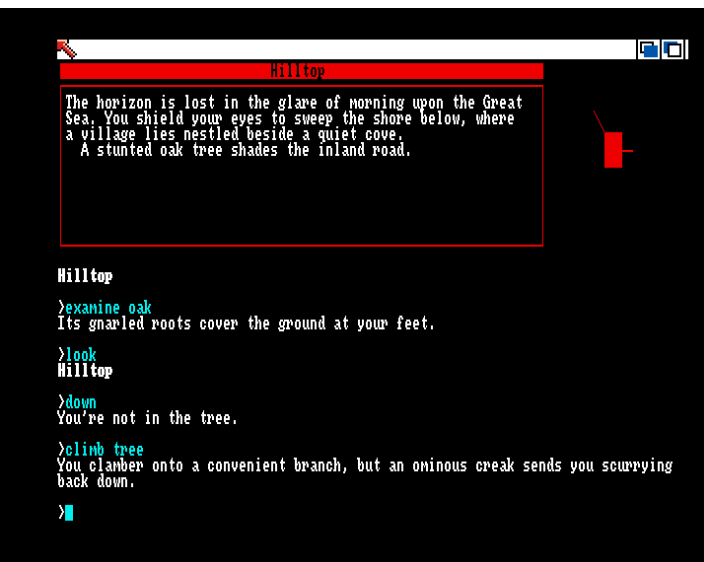 Hilltop
The horizon is lost in the glare of morning upon the Great
Sea. You shield your eyes to sweep the shore below, where
a village lies nestled beside a quiet cove.
A stunted oak tree shades the inland road.
Hilltop
>examine oak
Its gnarled roots cover the ground at your feet.
>look
Hilltop
>down
You're not in the tree.
>climb tree
You clamber onto a convenient branch, but an ominous creak sends you scurrying
back down.
>